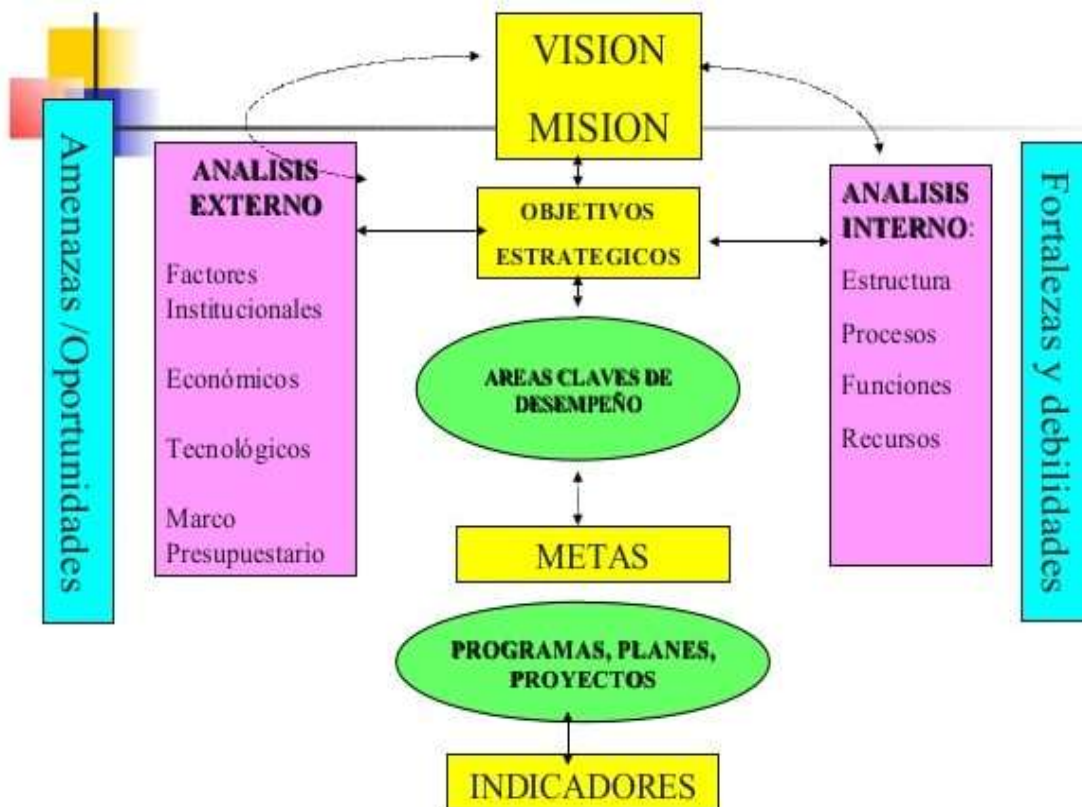 VISION
MISION
Amenazas /Oportunidades
ANALISIS
EXTERNO
Factores
Institucionales
Económicos
Tecnológicos
Marco
Presupuestario
OBJETIVOS
ESTRATEGICOS
AREAS CLAVES DE
DESEMPEÑO
METAS
PROGRAMAS, PLANES,
PROYECTOS
INDICADORES
ANALISIS
INTERNO:
Estructura
Procesos
Funciones
Recursos
Fortalezas y debilidades